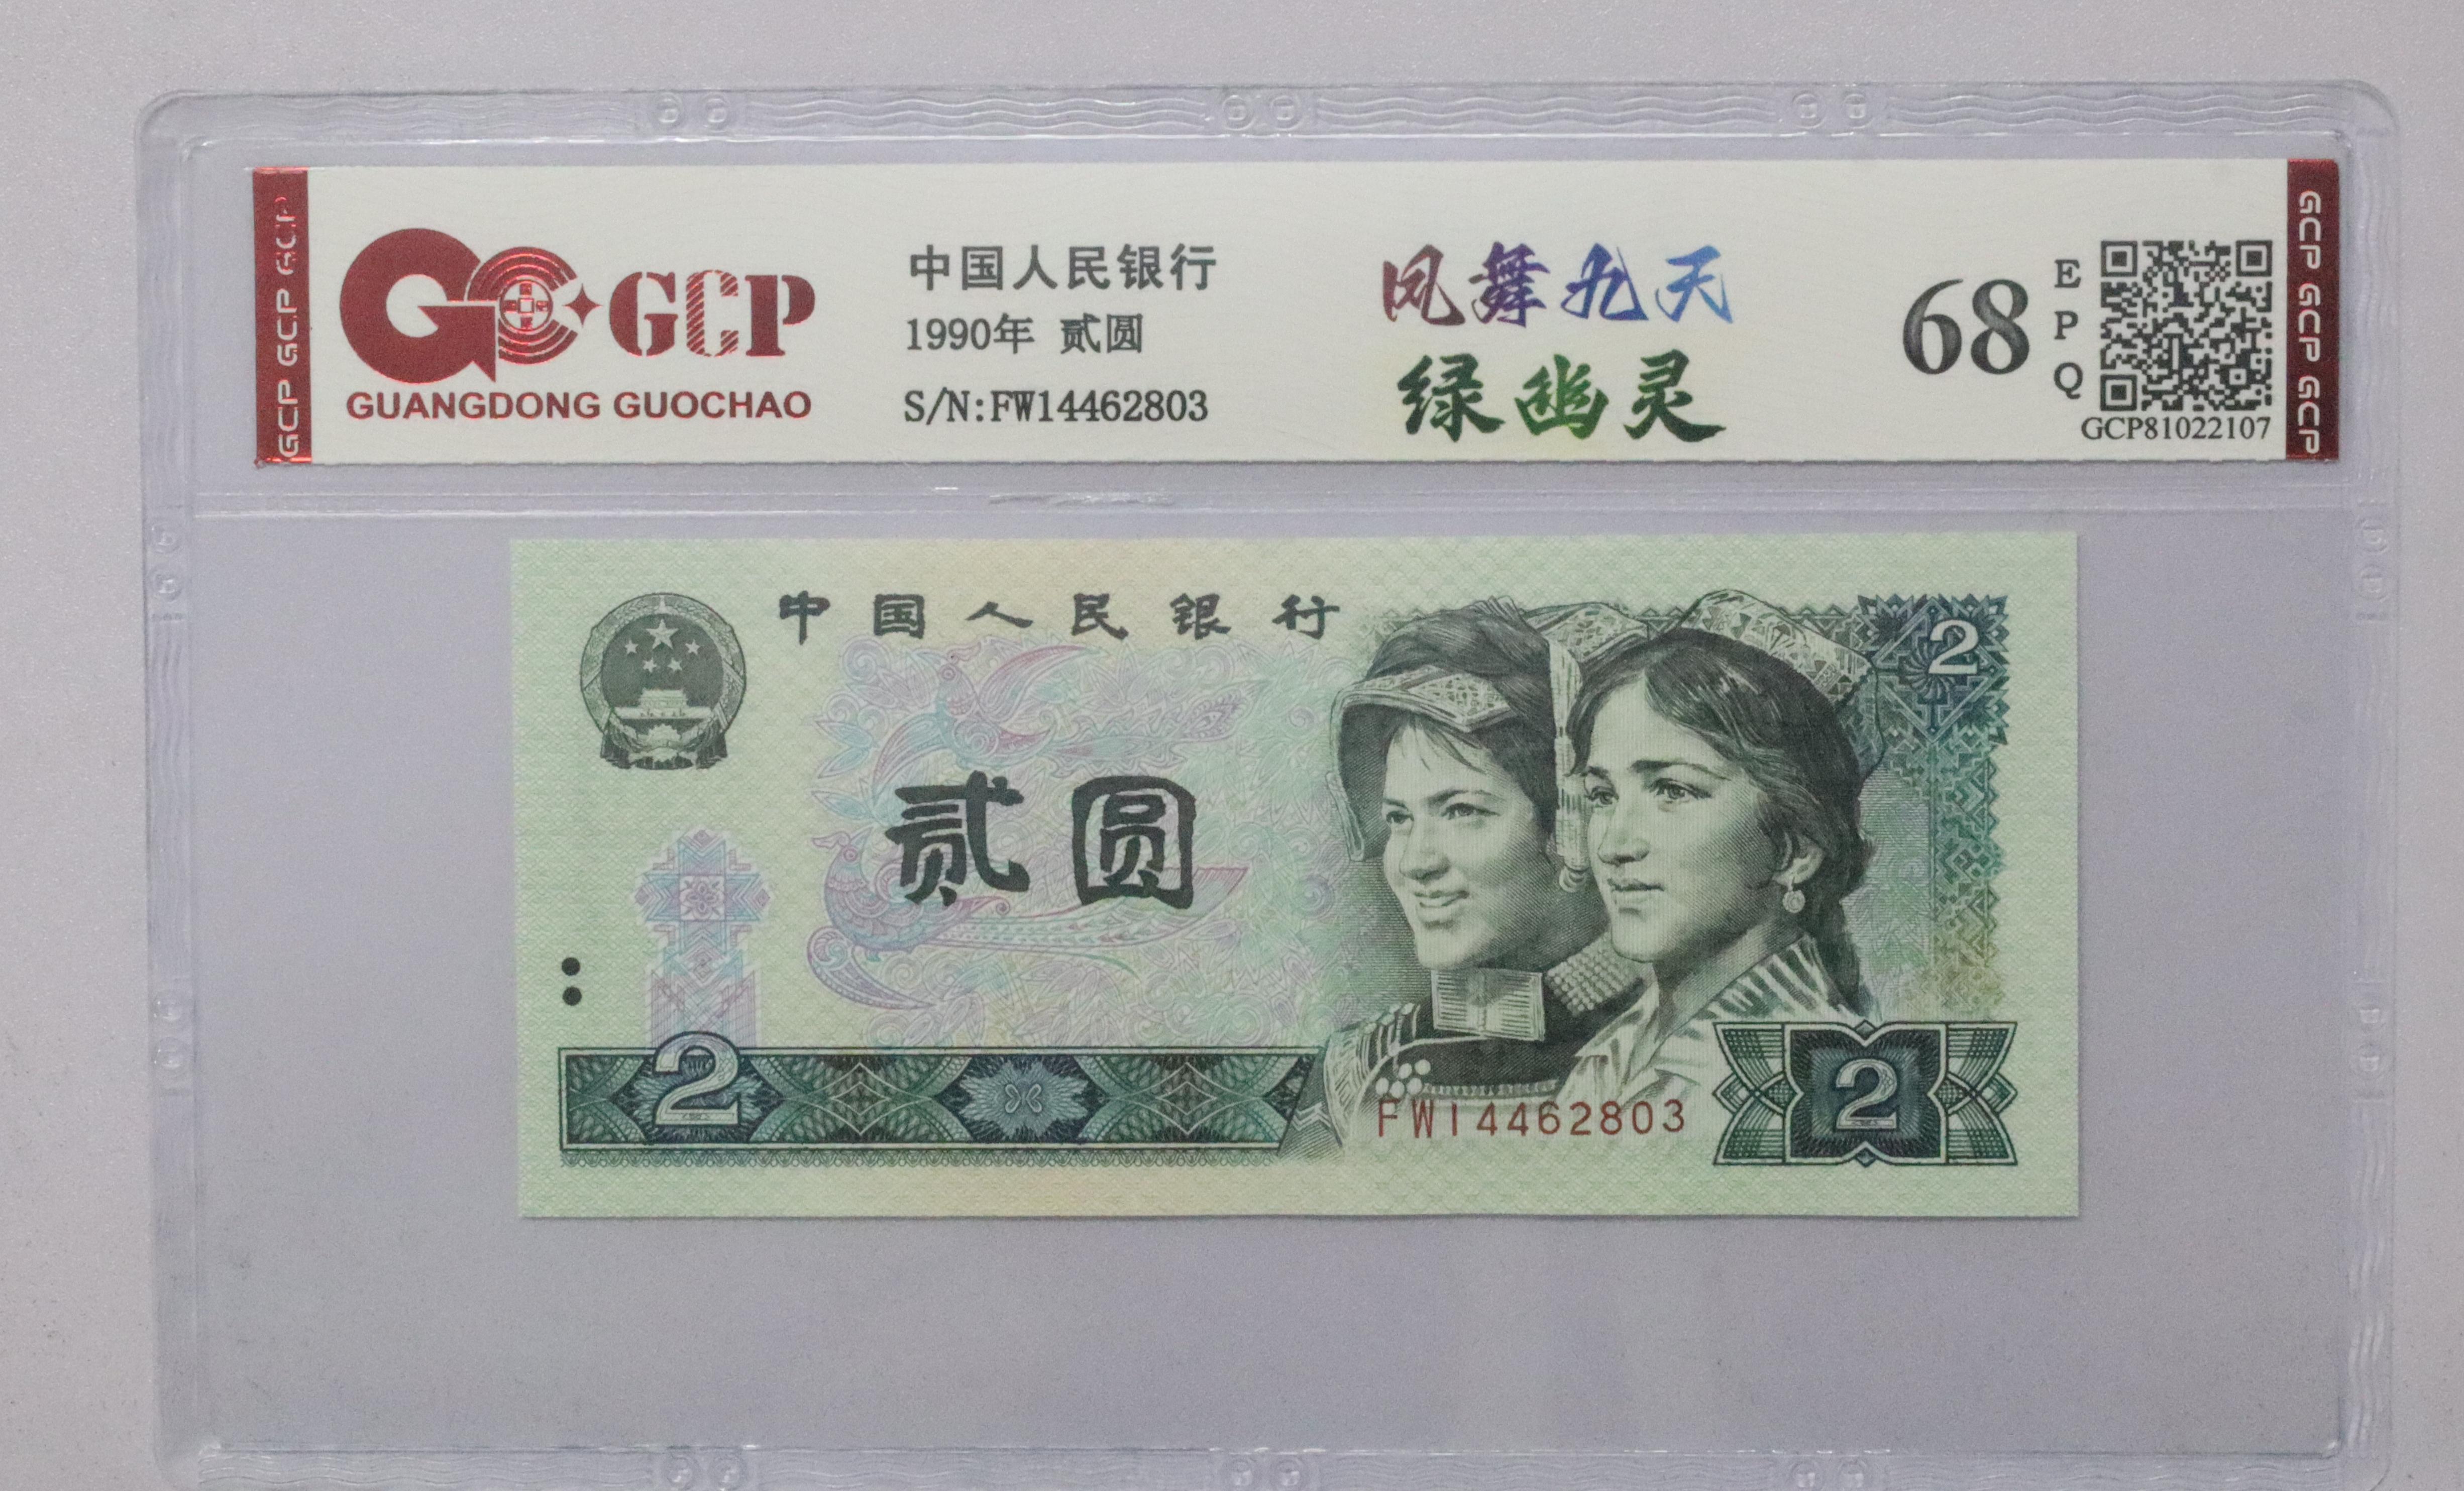 GCP GCP GCP
GCP
GUANGDONG GUOCHAO
中国人民银行
1990年 贰圆
S/N:FW14462803
凤舞九天
绿幽灵
68
E
P
Q
GCP81022107
GCP GCP GCP
中国人民银行
2
贰圆
2
FW14462803
2